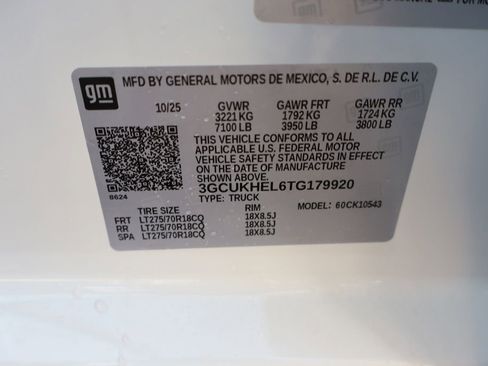 gm
MFD BY GENERAL MOTORS DE MEXICO, S. DE R.L. DE C.V.
10/25 GVWR GAWR FRT GAWR RR
3221 KG 1792 KG 1724 KG
7100 LB 3950 LB 3800 LB
THIS VEHICLE CONFORMS TO ALL
APPLICABLE U.S. FEDERAL MOTOR
VEHICLE SAFETY STANDARDS IN EFFECT
ON THE DATE OF MANUFACTURE
SHOWN ABOVE.
3GCUKHEL6TG179920
8624
TYPE: TRUCK
MODEL: 60CK10543
TIRE SIZE RIM
FRT LT275/70R18CQ 18X8.5J
RR LT275/70R18CQ 18X8.5J
SPA LT275/70R18CQ 18X8.5J